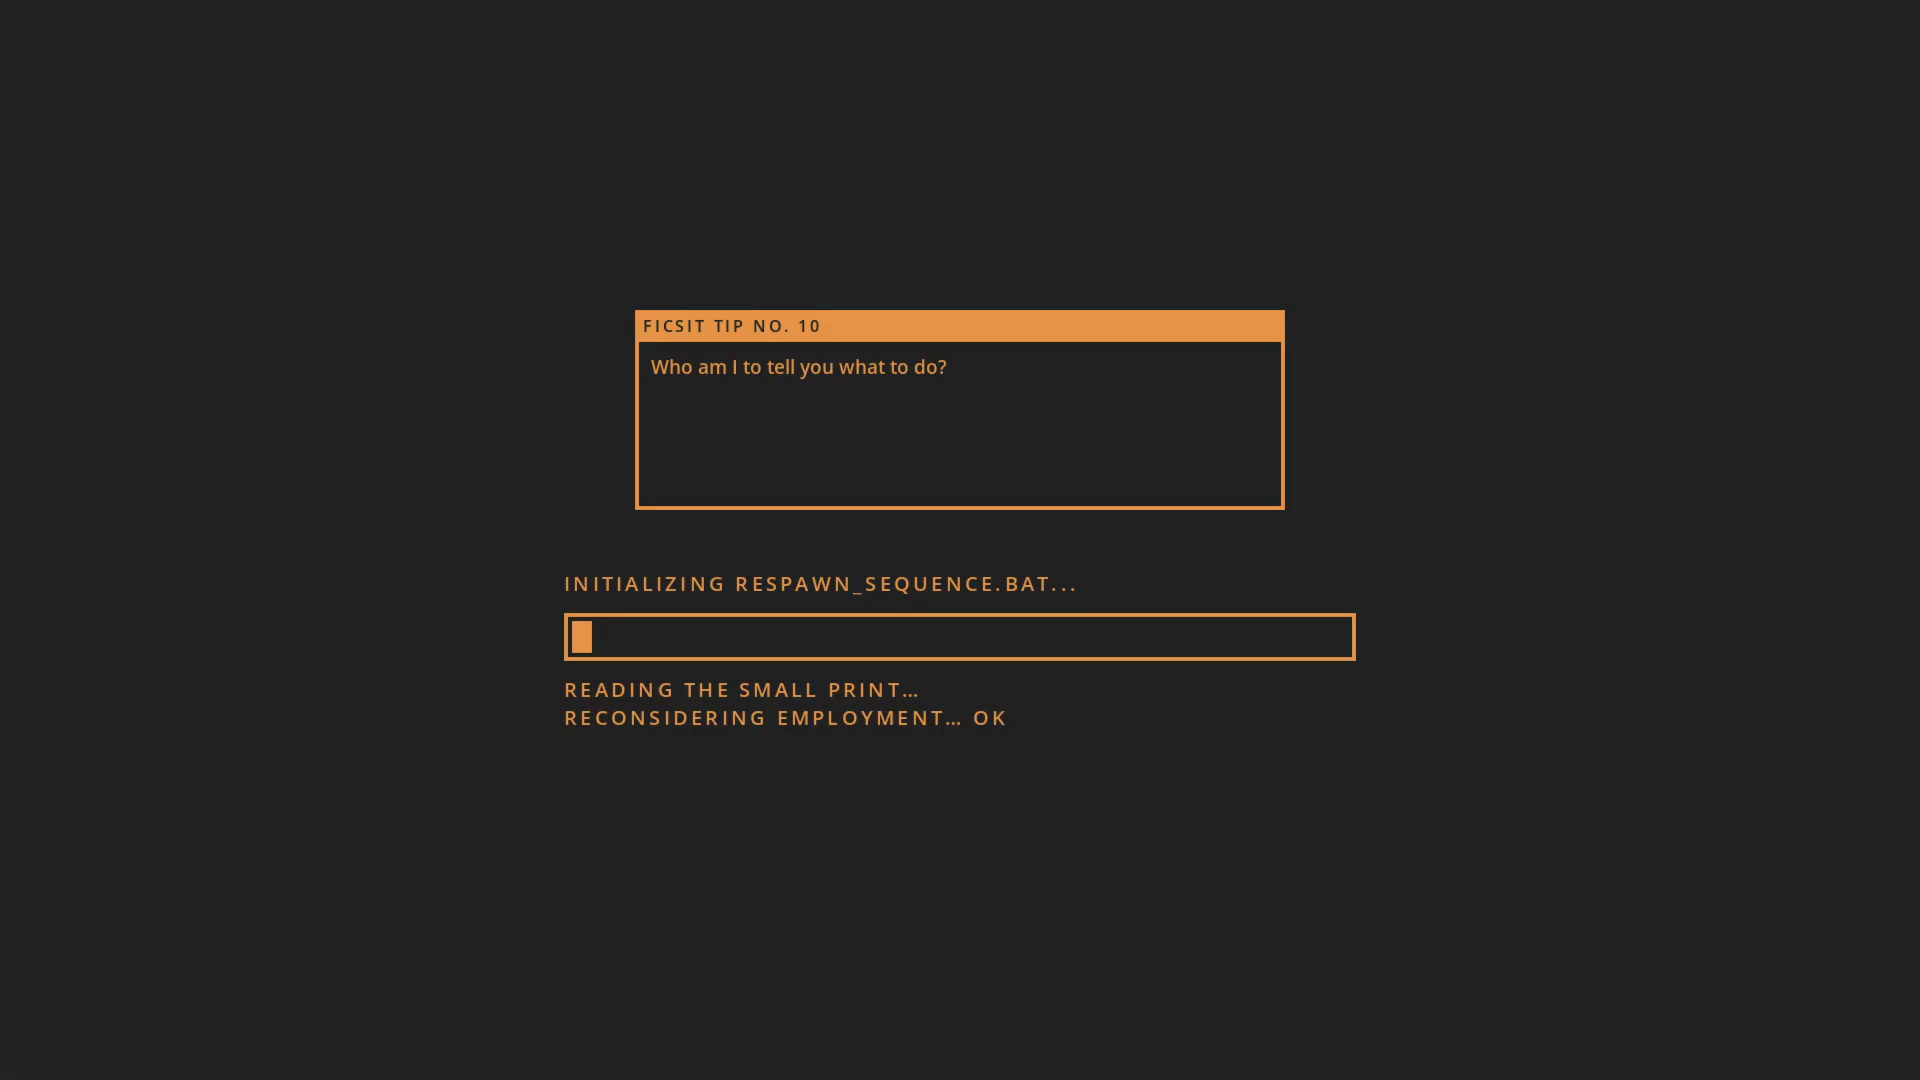 FICSIT TIP NO. 10
Who am I to tell you what to do?
INITIALIZING RESPAWN_SEQUENCE.BAT...
READING THE SMALL PRINT…
RECONSIDERING EMPLOYMENT… OK